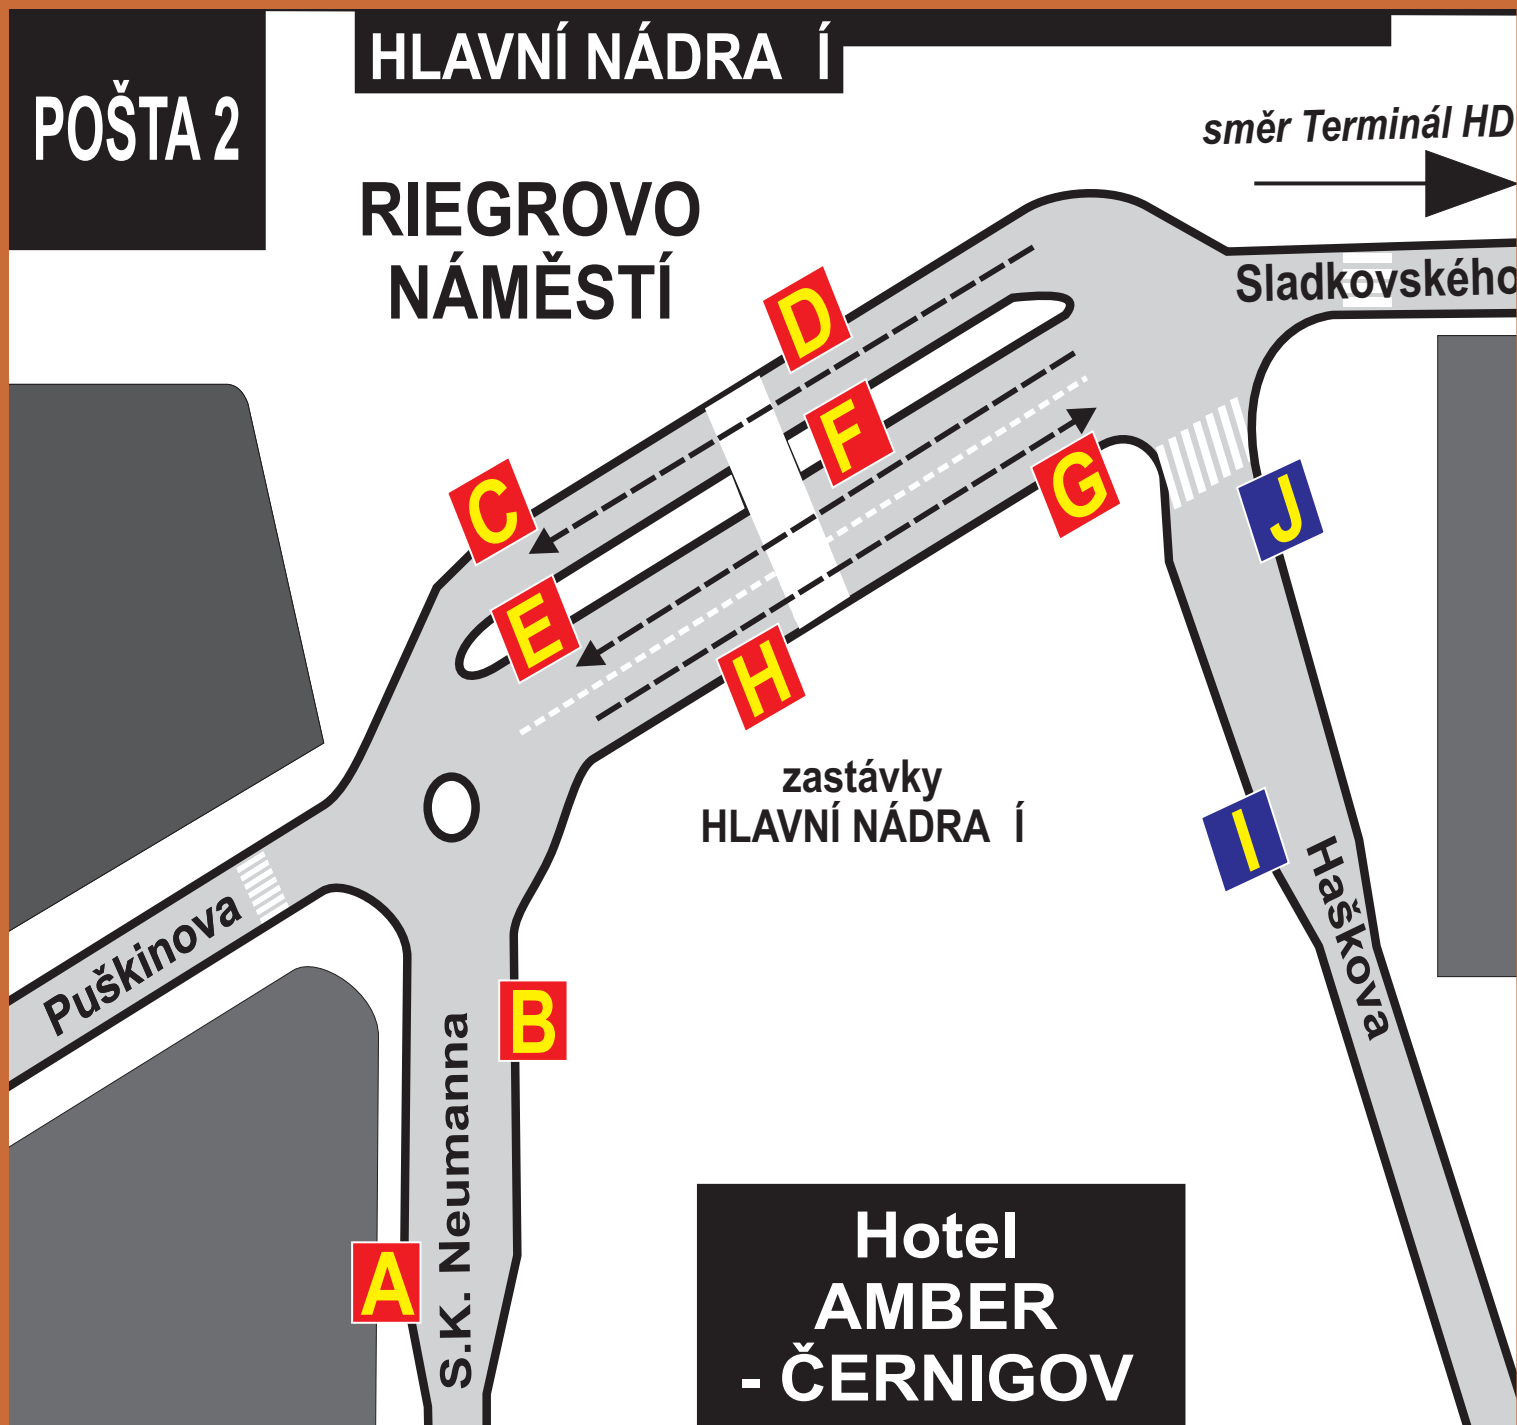 HLAVNÍ NÁDRA Í
POŠTA 2
směr Terminál HD
RIEGROVO
NÁMĚSTÍ
Sladkovského
D
F
C
G
J
E
H
zastávky
HLAVNÍ NÁDRA Í
I
Haškova
Puškinova
B
S.K. Neumanna
A
Hotel
AMBER
- ČERNIGOV